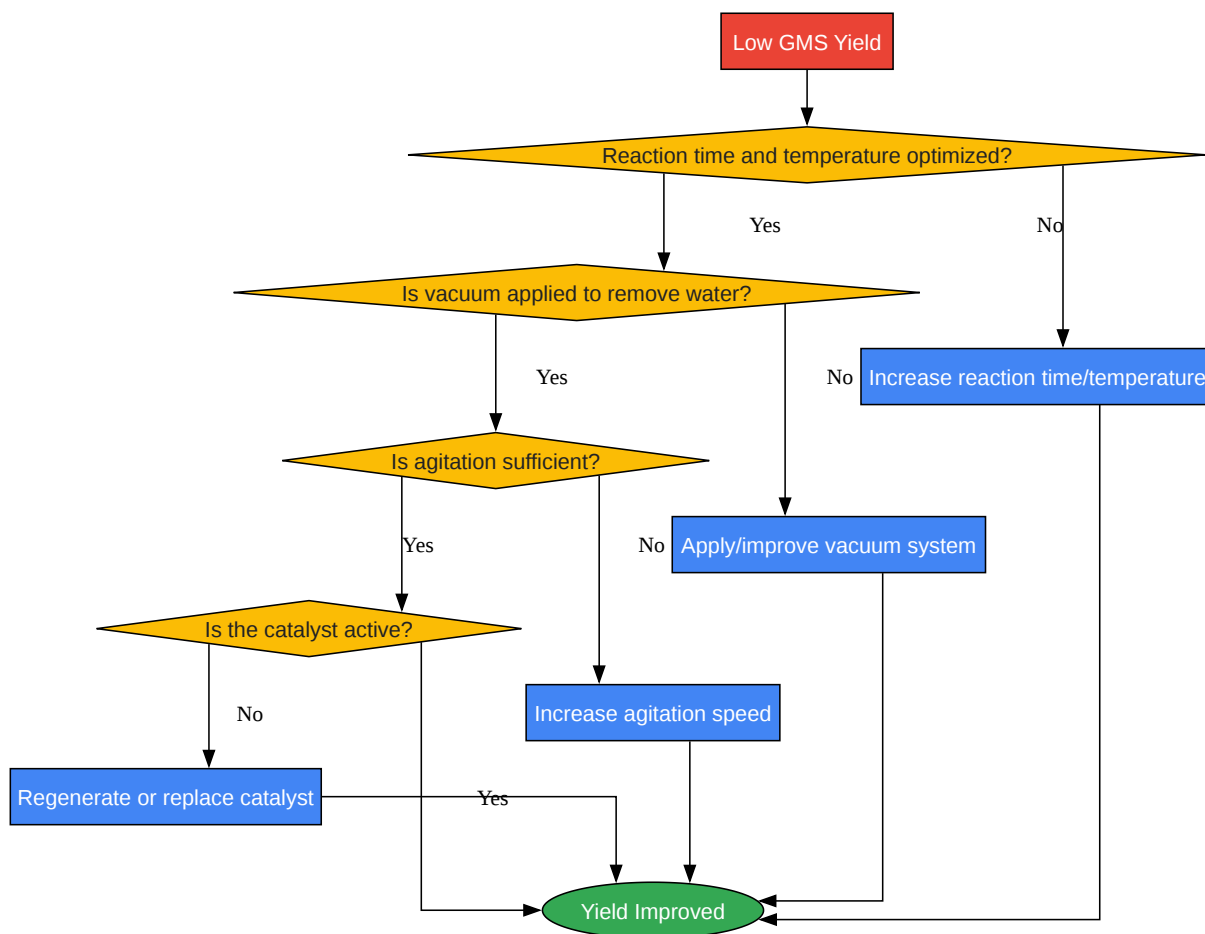 Low GMS Yield
Reaction time and temperature optimized?
Yes
No
Is vacuum applied to remove water?
Yes
No
Increase reaction time/temperature
Is agitation sufficient?
Yes
No
Apply/improve vacuum system
Is the catalyst active?
No
Increase agitation speed
Regenerate or replace catalyst
Yes
Yield Improved